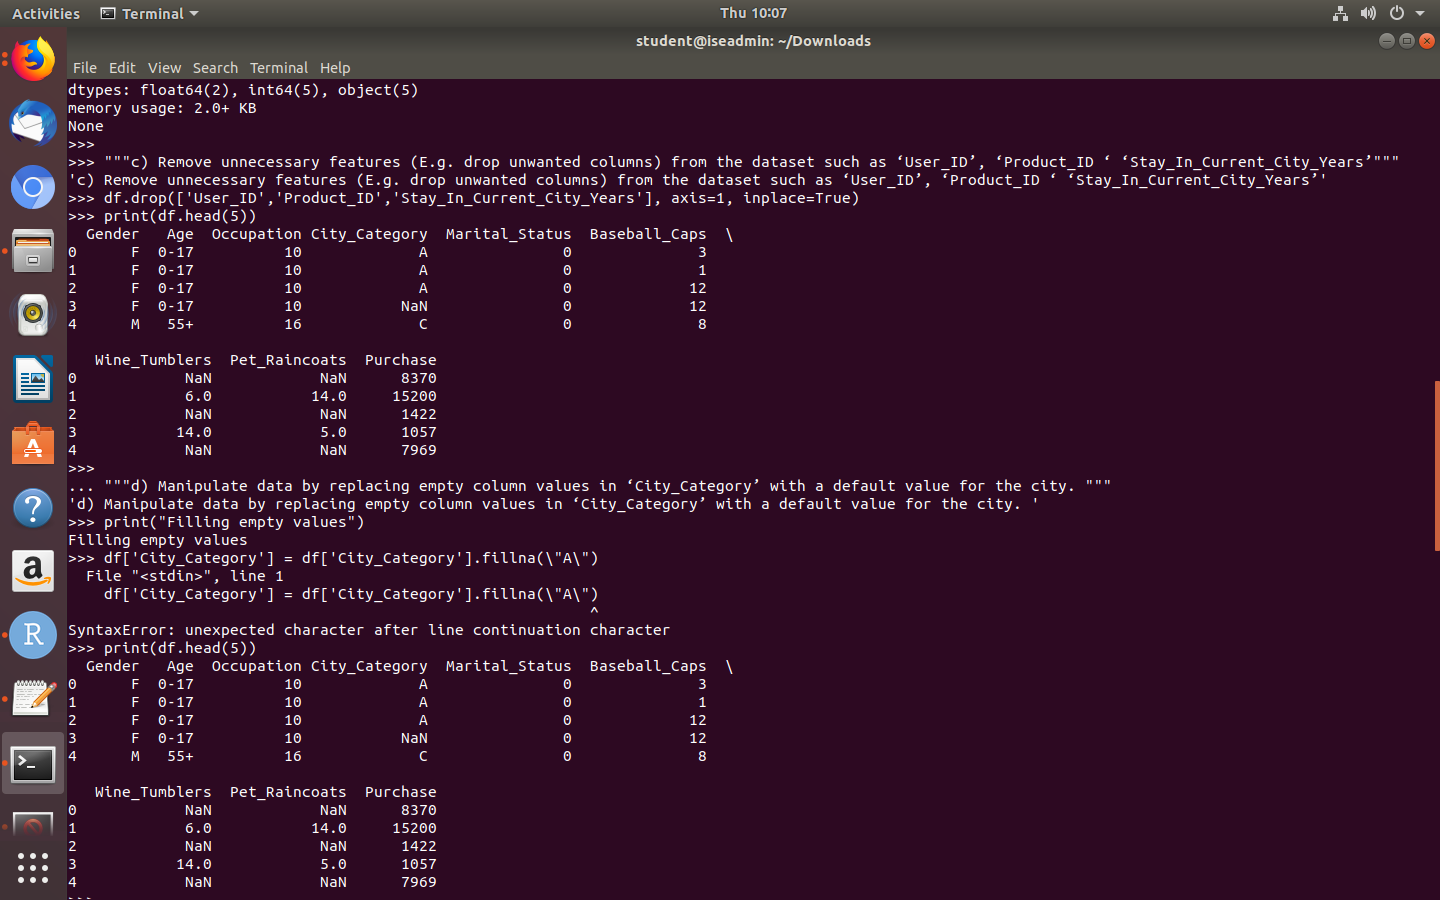 Activities Terminal Thu 10:07
student@iseadmin: ~/Downloads
File Edit View Search Terminal Help
dtypes: float64(2), int64(5), object(5)
memory usage: 2.0+ KB
None
>>>
>>> """c) Remove unnecessary features (E.g. drop unwanted columns) from the dataset such as ‘User_ID’, ‘Product_ID ‘ ‘Stay_In_Current_City_Years’"""
'c) Remove unnecessary features (E.g. drop unwanted columns) from the dataset such as ‘User_ID’, ‘Product_ID ‘ ‘Stay_In_Current_City_Years’'
>>> df.drop(['User_ID','Product_ID','Stay_In_Current_City_Years'], axis=1, inplace=True)
>>> print(df.head(5))
  Gender   Age  Occupation City_Category  Marital_Status  Baseball_Caps  \
0      F  0-17          10             A               0              3
1      F  0-17          10             A               0              1
2      F  0-17          10             A               0             12
3      F  0-17          10           NaN               0             12
4      M   55+          16             C               0              8

   Wine_Tumblers  Pet_Raincoats  Purchase
0            NaN            NaN      8370
1            6.0           14.0     15200
2            NaN            NaN      1422
3           14.0            5.0      1057
4            NaN            NaN      7969
>>>
... """d) Manipulate data by replacing empty column values in ‘City_Category’ with a default value for the city. """
'd) Manipulate data by replacing empty column values in ‘City_Category’ with a default value for the city. '
>>> print("Filling empty values")
Filling empty values
>>> df['City_Category'] = df['City_Category'].fillna(\"A\")
  File "<stdin>", line 1
    df['City_Category'] = df['City_Category'].fillna(\"A\")
                                                          ^
SyntaxError: unexpected character after line continuation character
>>> print(df.head(5))
  Gender   Age  Occupation City_Category  Marital_Status  Baseball_Caps  \
0      F  0-17          10             A               0              3
1      F  0-17          10             A               0              1
2      F  0-17          10             A               0             12
3      F  0-17          10           NaN               0             12
4      M   55+          16             C               0              8

   Wine_Tumblers  Pet_Raincoats  Purchase
0            NaN            NaN      8370
1            6.0           14.0     15200
2            NaN            NaN      1422
3           14.0            5.0      1057
4            NaN            NaN      7969
>>>